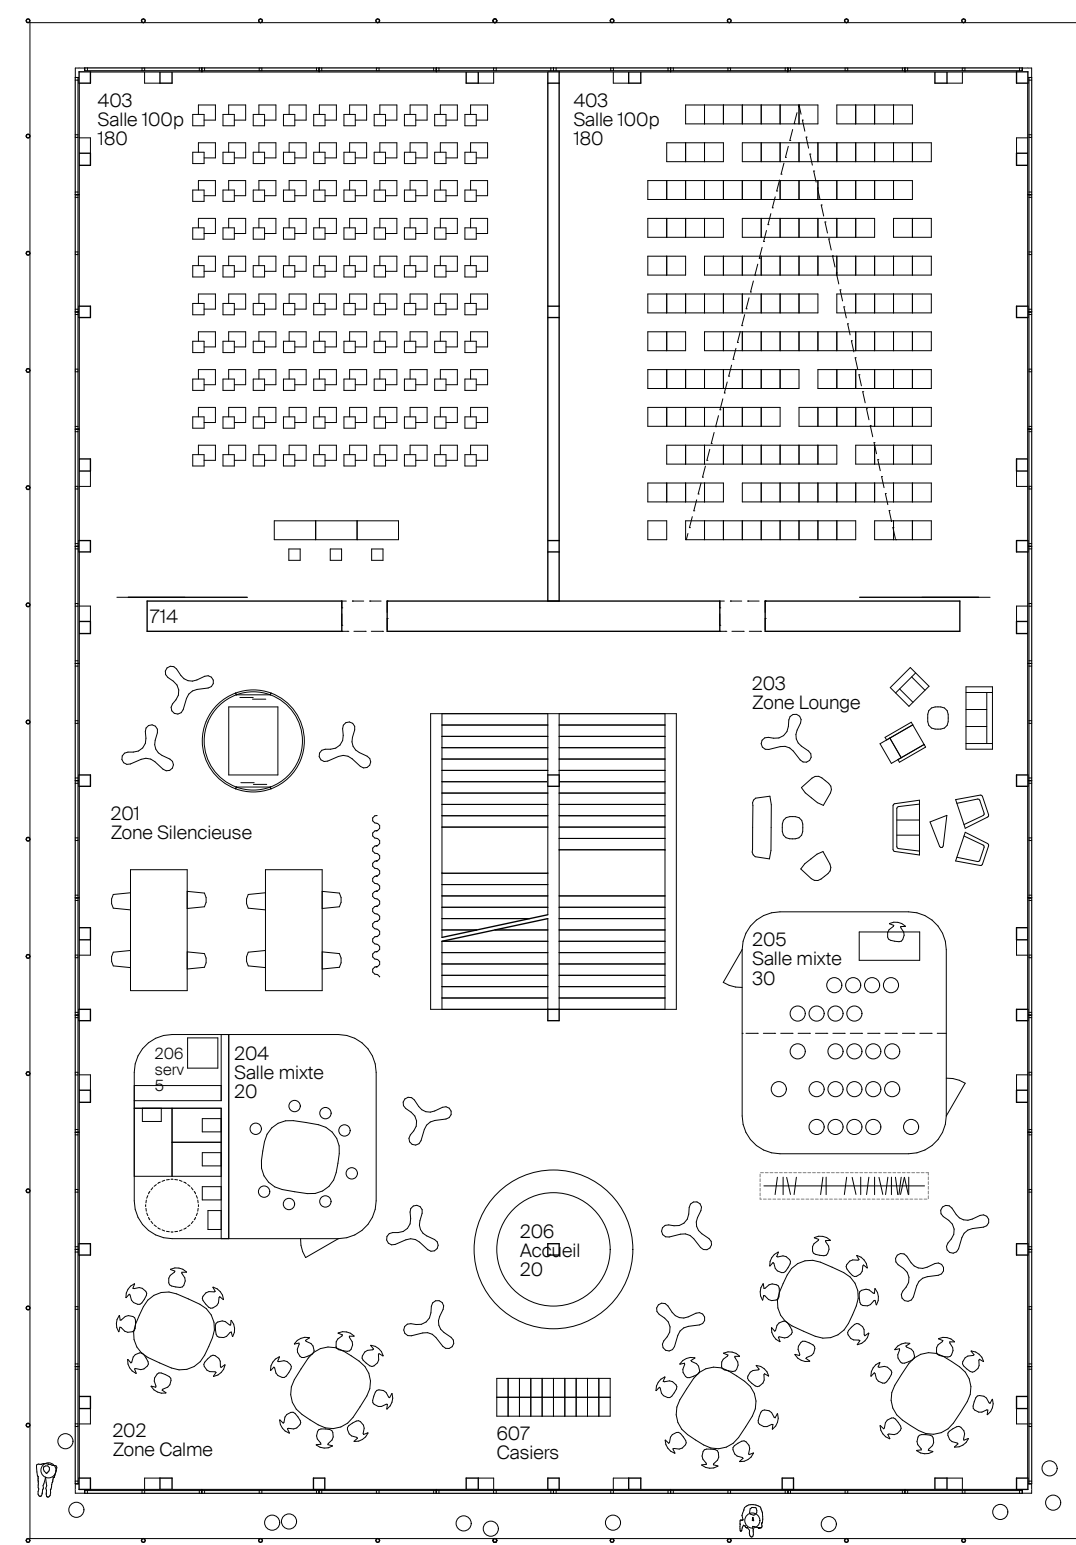 403
Salle 100p
180
403
Salle 100p
180
714
203
Zone Lounge
201
Zone Silencieuse
205
Salle mixte
30
206
serv
5
204
Salle mixte
20
206
Accueil
20
202
Zone Calme
607
Casiers